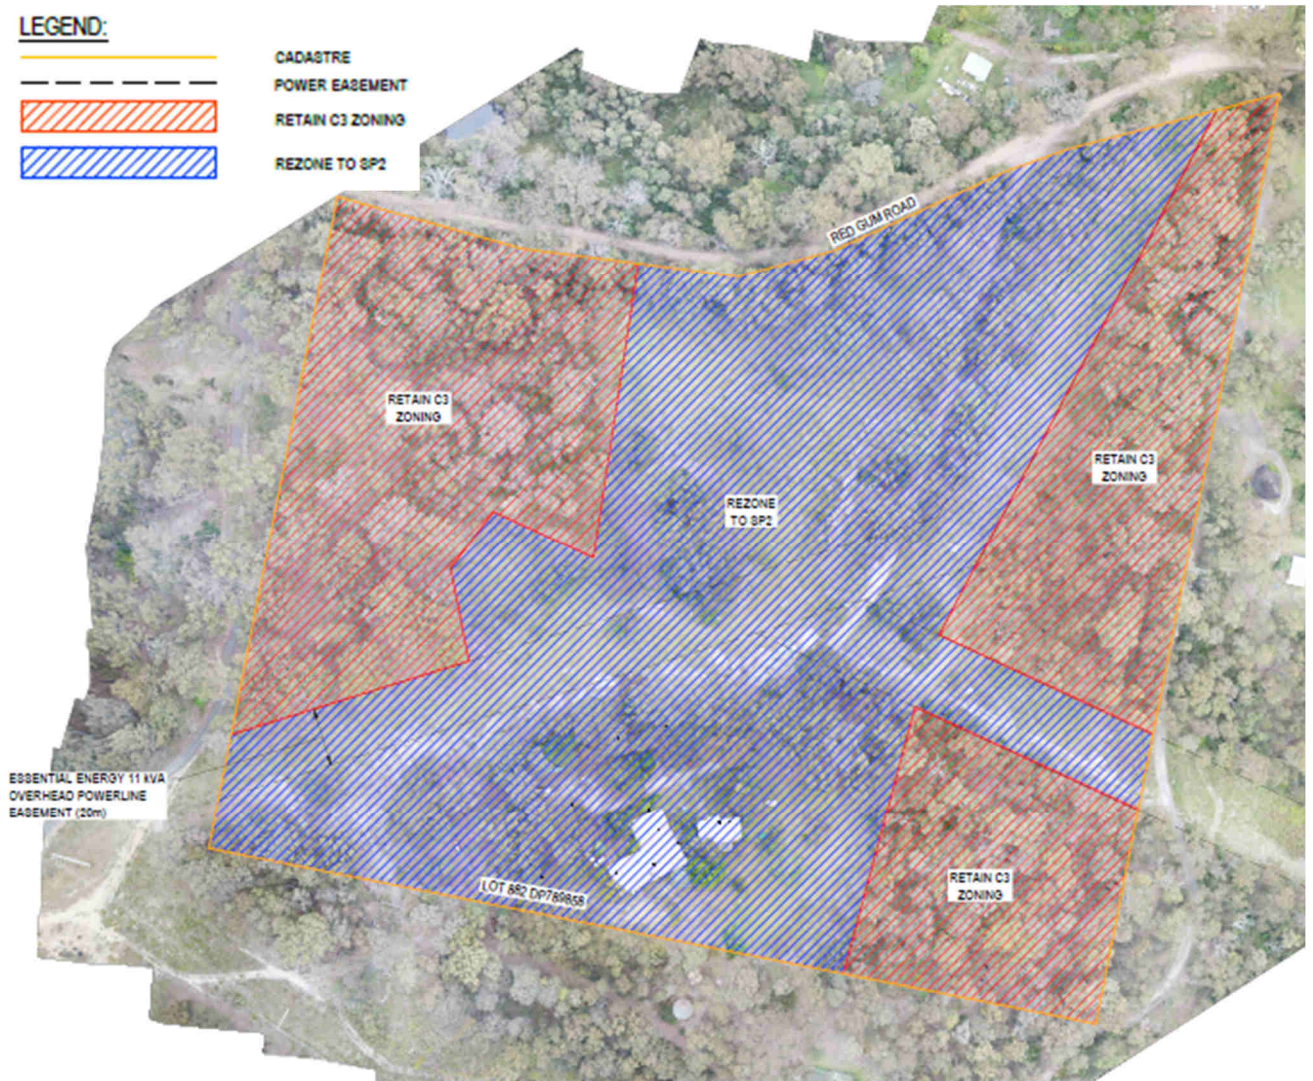 LEGEND:
CADASTRE
POWER EASEMENT
RETAIN C3 ZONING
REZONE TO SP2
RED GUM ROAD
RETAIN C3
ZONING
RETAIN C3
ZONING
REZONE
TO SP2
ESSENTIAL ENERGY 11 kVA
OVERHEAD POWERLINE
EASEMENT (20m)
RETAIN C3
ZONING
LOT 882 DP789858